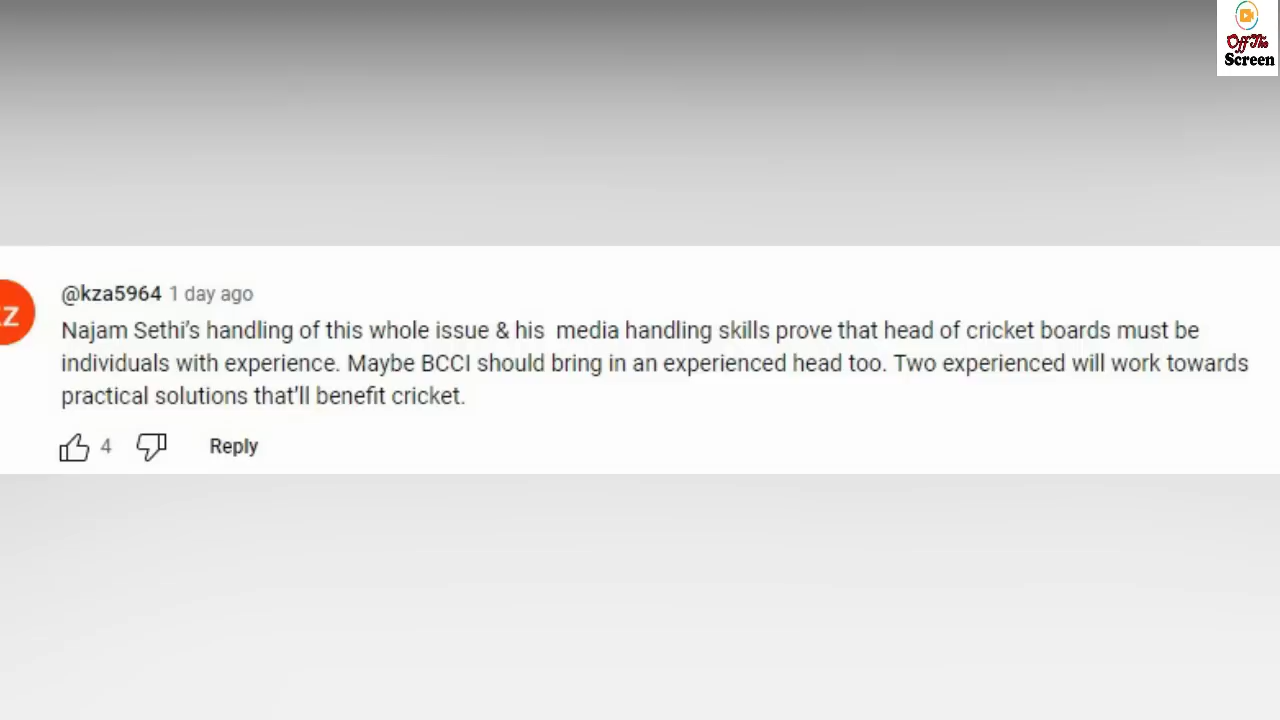 Off The
Screen
@kza5964 1 day ago
Najam Sethi's handling of this whole issue & his  media handling skills prove that head of cricket boards must be
individuals with experience. Maybe BCCI should bring in an experienced head too. Two experienced will work towards
practical solutions that'll benefit cricket.
4 Reply